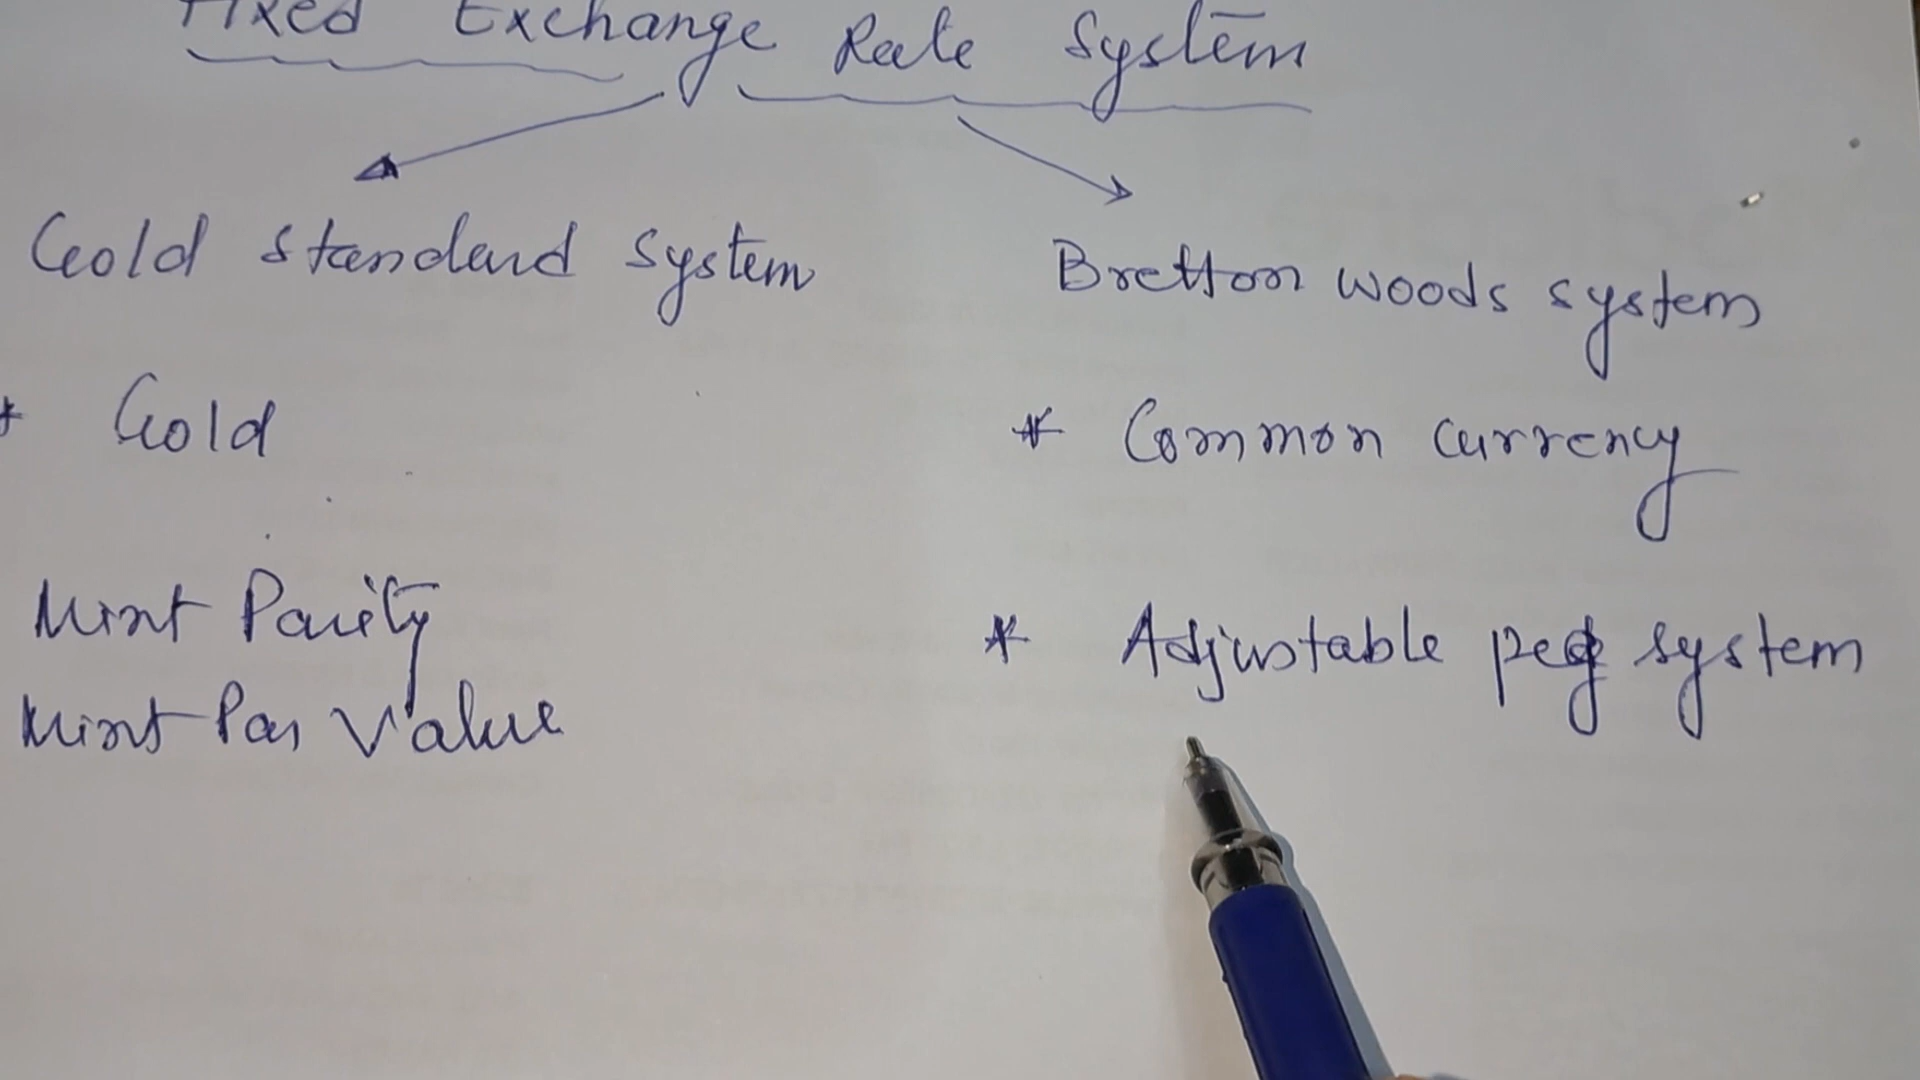 Fixed Exchange Rate System
Gold Standard System
Bretton Woods system
* Gold
* Common currency
Mint Parity
Mint Par Value
* Adjustable peg system